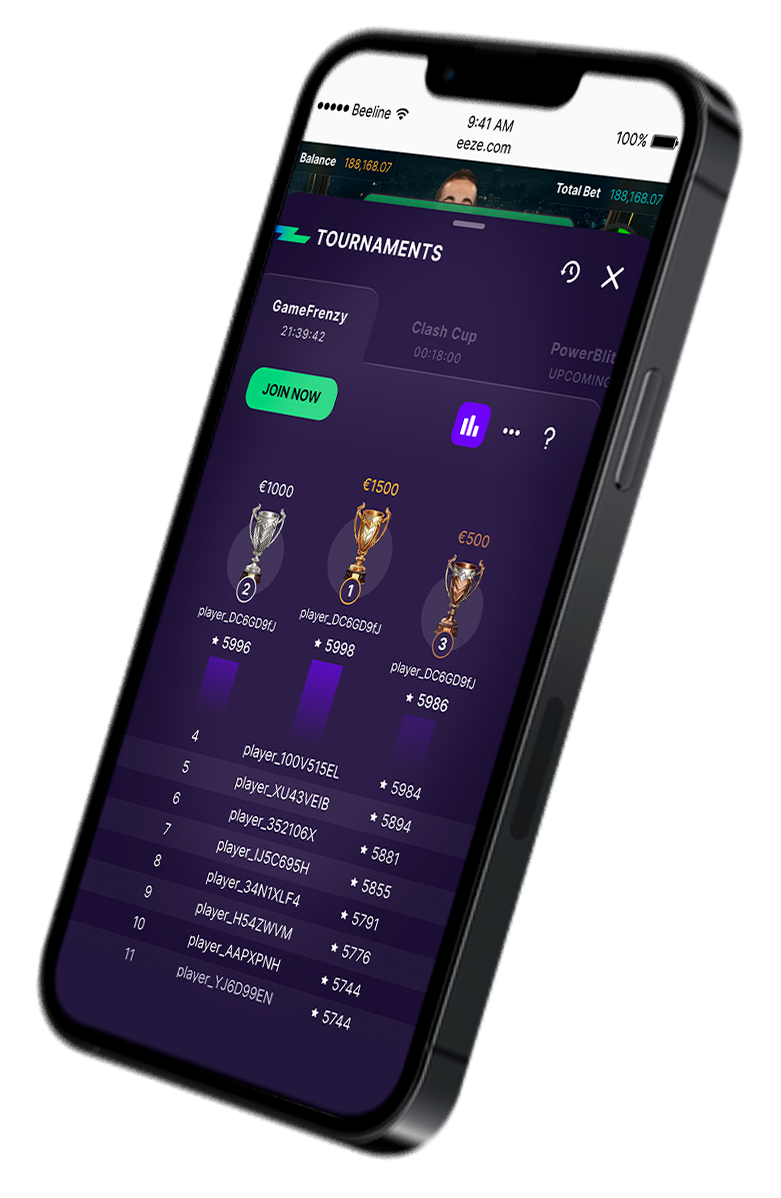 Beeline
9:41 AM
100%
eeze.com
Balance 188,168.07
Total Bet 188,168.07
TOURNAMENTS
GameFrenzy
21:39:42
Clash Cup
00:18:00
PowerBlit
UPCOMING
JOIN NOW
?
€1000
€1500
€500
2
1
3
player_DC6GD9fJ
★ 5996
player_DC6GD9fJ
★ 5998
player_DC6GD9fJ
★ 5986
4 player_100V515EL ★ 5984
5 player_XU43VEIB ★ 5894
6 player_352106X ★ 5881
7 player_IJ5C695H ★ 5855
8 player_34N1XLF4 ★ 5791
9 player_H54ZWVM ★ 5776
10 player_AAPXPNH ★ 5744
11 player_YJ6D99EN ★ 5744